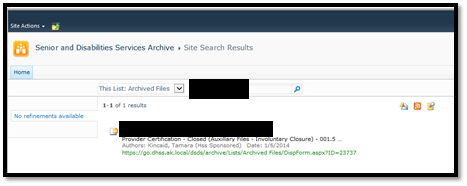 Site Actions
Senior and Disabilities Services Archive ▸ Site Search Results
Home
This List: Archived Files
1-1 of 1 results
No refinements available
Provider Certification - Closed (Auxiliary Files - Involuntary Closure) - 001.5 ...
Authors: Kincaid, Tamara (Hss Sponsored) Date: 1/6/2014
https://go.dhss.ak.local/dsds/archive/Lists/Archived Files/DispForm.aspx?ID=23737